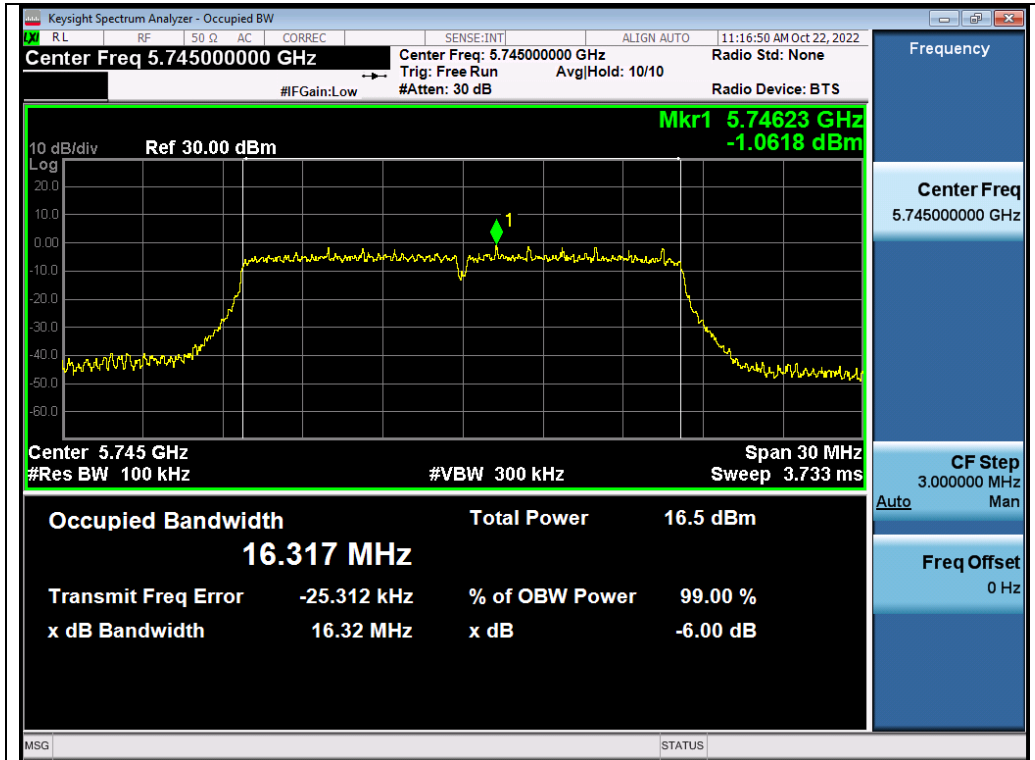 Keysight Spectrum Analyzer - Occupied BW
LXI RL RF 50 Ω AC CORREC SENSE:INT ALIGN AUTO 11:16:50 AM Oct 22, 2022
Center Freq 5.745000000 GHz
Center Freq: 5.745000000 GHz Radio Std: None
Trig: Free Run Avg|Hold: 10/10
#IFGain:Low #Atten: 30 dB Radio Device: BTS
Frequency
Mkr1 5.74623 GHz
-1.0618 dBm
10 dB/div Ref 30.00 dBm
Log
20.0
10.0
0.00
-10.0
-20.0
-30.0
-40.0
-50.0
-60.0
1
Center 5.745 GHz Span 30 MHz
#Res BW 100 kHz #VBW 300 kHz Sweep 3.733 ms
Center Freq
5.745000000 GHz
CF Step
3.000000 MHz
Auto Man
Freq Offset
0 Hz
Occupied Bandwidth Total Power 16.5 dBm
16.317 MHz
Transmit Freq Error -25.312 kHz % of OBW Power 99.00 %
x dB Bandwidth 16.32 MHz x dB -6.00 dB
MSG STATUS